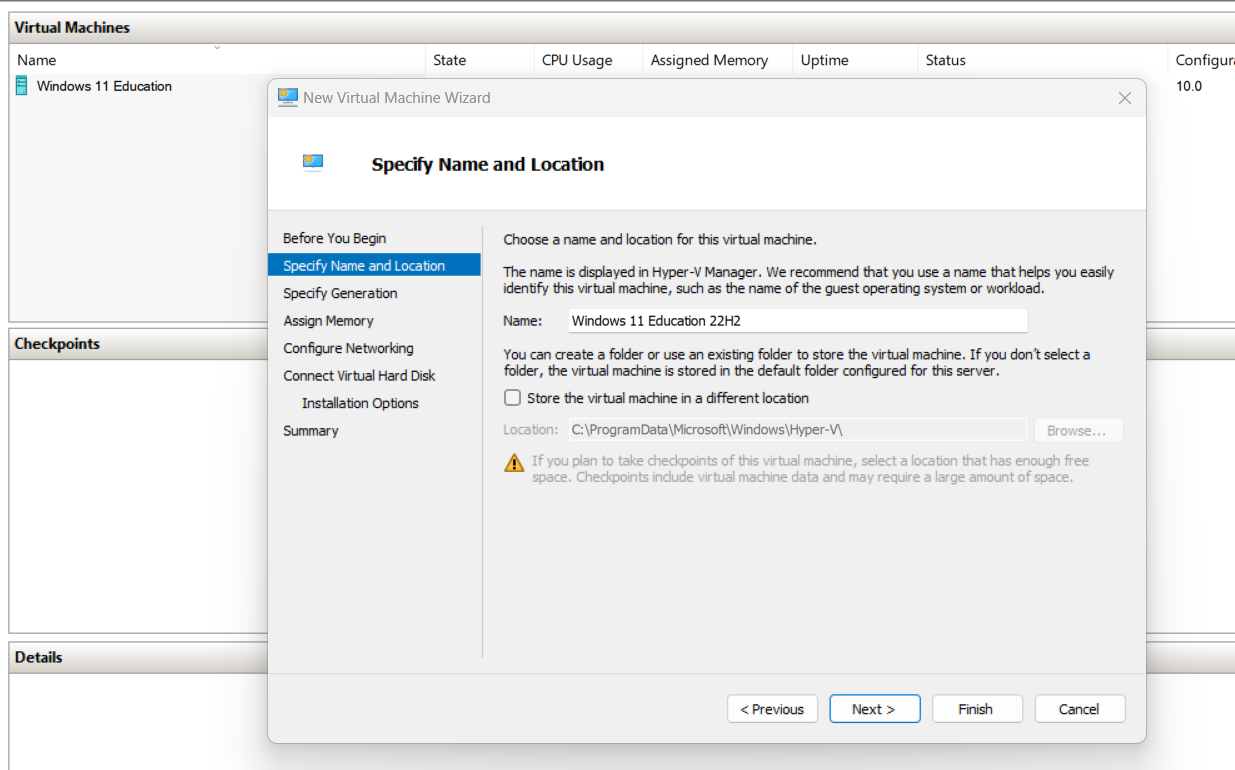 Virtual Machines
Name State CPU Usage Assigned Memory Uptime Status
Windows 11 Education 10.0
New Virtual Machine Wizard
Specify Name and Location
Before You Begin
Specify Name and Location
Specify Generation
Assign Memory
Configure Networking
Connect Virtual Hard Disk
Installation Options
Summary
Choose a name and location for this virtual machine.
The name is displayed in Hyper-V Manager. We recommend that you use a name that helps you easily
identify this virtual machine, such as the name of the guest operating system or workload.
Name: Windows 11 Education 22H2
You can create a folder or use an existing folder to store the virtual machine. If you don't select a
folder, the virtual machine is stored in the default folder configured for this server.
Store the virtual machine in a different location
Location: C:\ProgramData\Microsoft\Windows\Hyper-V\ Browse...
If you plan to take checkpoints of this virtual machine, select a location that has enough free
space. Checkpoints include virtual machine data and may require a large amount of space.
< Previous Next > Finish Cancel
Checkpoints
Details